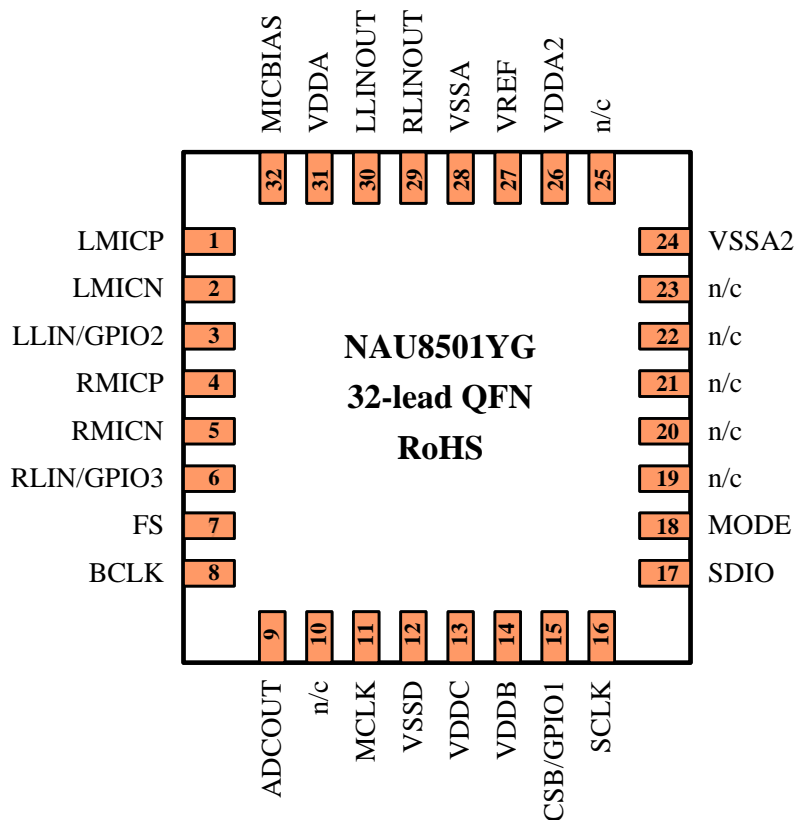 MICBIAS
VDDA
LLINOUT
RLINOUT
VSSA
VREF
VDDA2
n/c
32
31
30
29
28
27
26
25
LMICP 1
LMICN 2
LLIN/GPIO2 3
RMICP 4
RMICN 5
RLIN/GPIO3 6
FS 7
BCLK 8
NAU8501YG
32-lead QFN
RoHS
24 VSSA2
23 n/c
22 n/c
21 n/c
20 n/c
19 n/c
18 MODE
17 SDIO
9
10
11
12
13
14
15
16
ADCOUT
n/c
MCLK
VSSD
VDDC
VDDB
CSB/GPIO1
SCLK